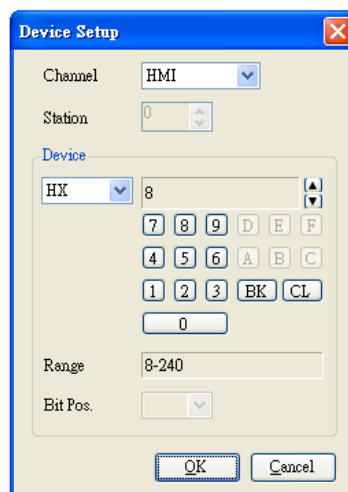 Device Setup
Channel HMI
Station 0
Device
HX 8
7 8 9 D E F
4 5 6 A B C
1 2 3 BK CL
0
Range 8-240
Bit Pos.
OK Cancel